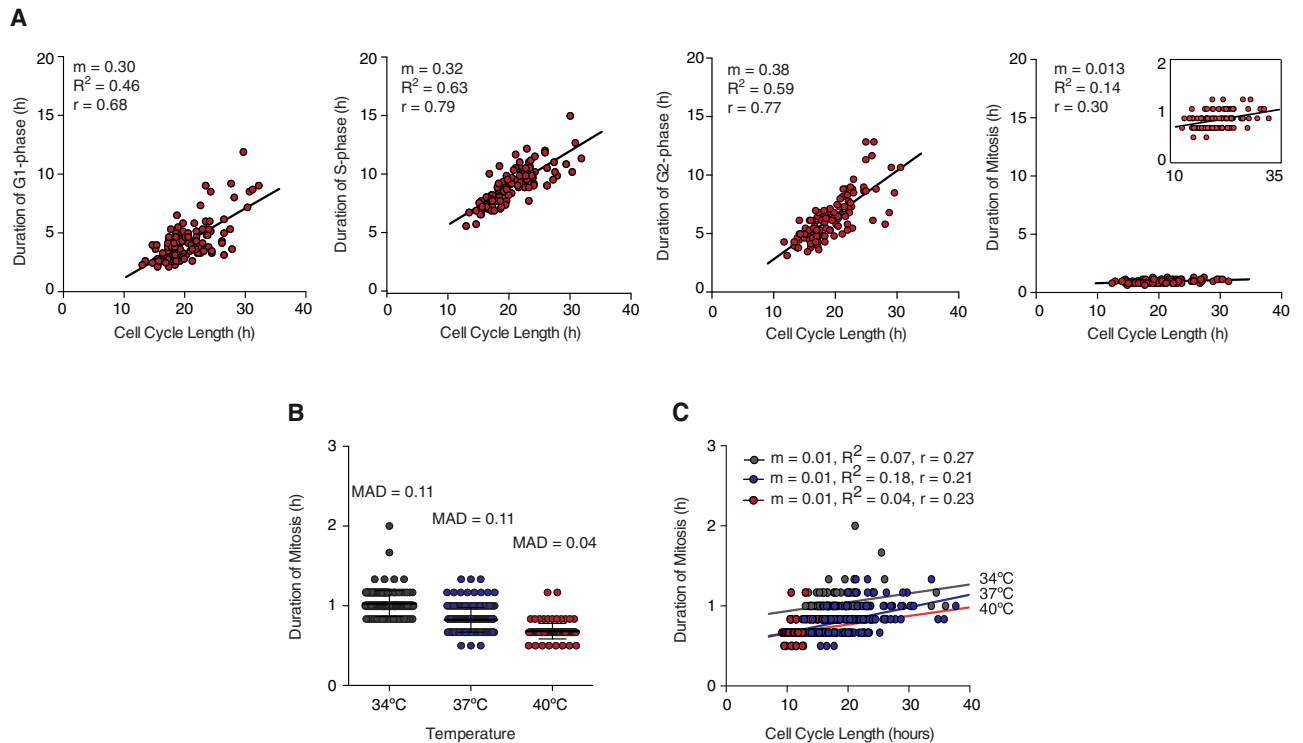 A
m = 0.30
R² = 0.46
r = 0.68
Duration of G1-phase (h)
20
15
10
5
0
0 10 20 30 40
Cell Cycle Length (h)
m = 0.32
R² = 0.63
r = 0.79
Duration of S-phase (h)
20
15
10
5
0
0 10 20 30 40
Cell Cycle Length (h)
m = 0.38
R² = 0.59
r = 0.77
Duration of G2-phase (h)
20
15
10
5
0
0 10 20 30 40
Cell Cycle Length (h)
m = 0.013
R² = 0.14
r = 0.30
Duration of Mitosis (h)
20
15
10
5
0
0 10 20 30 40
Cell Cycle Length (h)
2
1
0
10 35
B
Duration of Mitosis (h)
3
2
1
0
MAD = 0.11
MAD = 0.11
MAD = 0.04
34ºC 37ºC 40ºC
Temperature
C
Duration of Mitosis (h)
3
2
1
0
m = 0.01, R² = 0.07, r = 0.27
m = 0.01, R² = 0.18, r = 0.21
m = 0.01, R² = 0.04, r = 0.23
34ºC
37ºC
40ºC
0 10 20 30 40
Cell Cycle Length (hours)